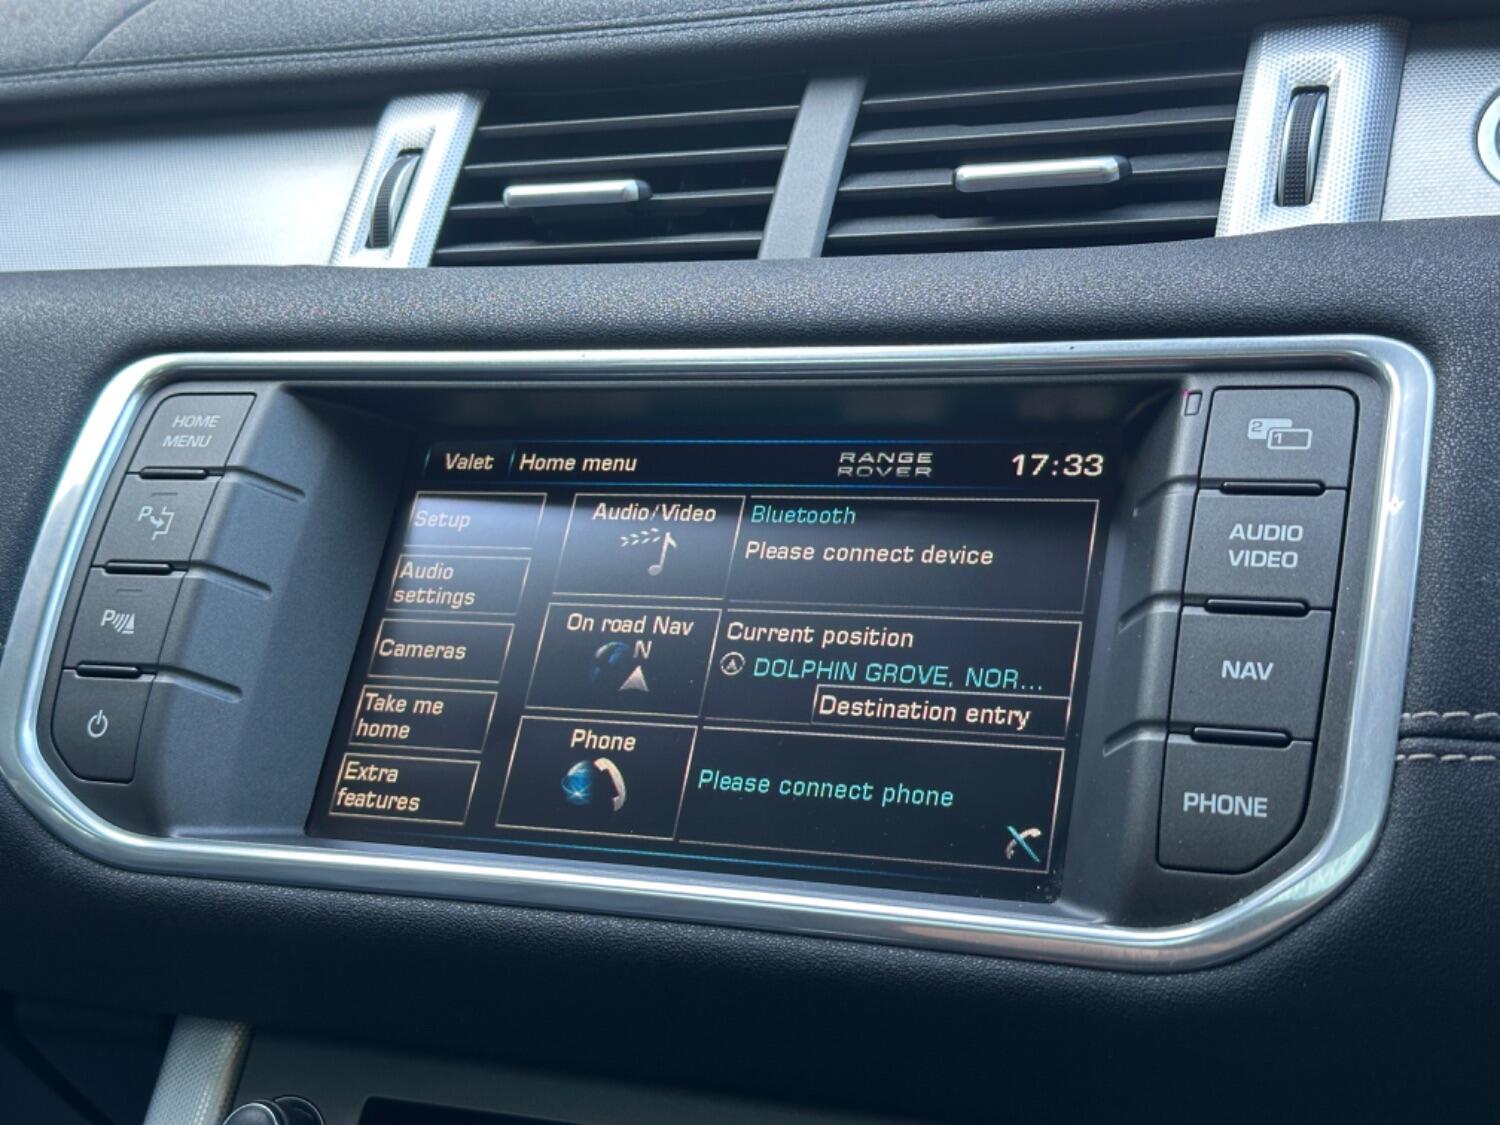 HOME
MENU
P
P
Valet
Home menu
RANGE
ROVER
17:33
Setup
Audio
settings
Cameras
Take me
home
Extra
features
Audio/Video
Bluetooth
Please connect device
On road Nav
N
Current position
DOLPHIN GROVE, NOR...
Destination entry
Phone
Please connect phone
2
1
AUDIO
VIDEO
NAV
PHONE